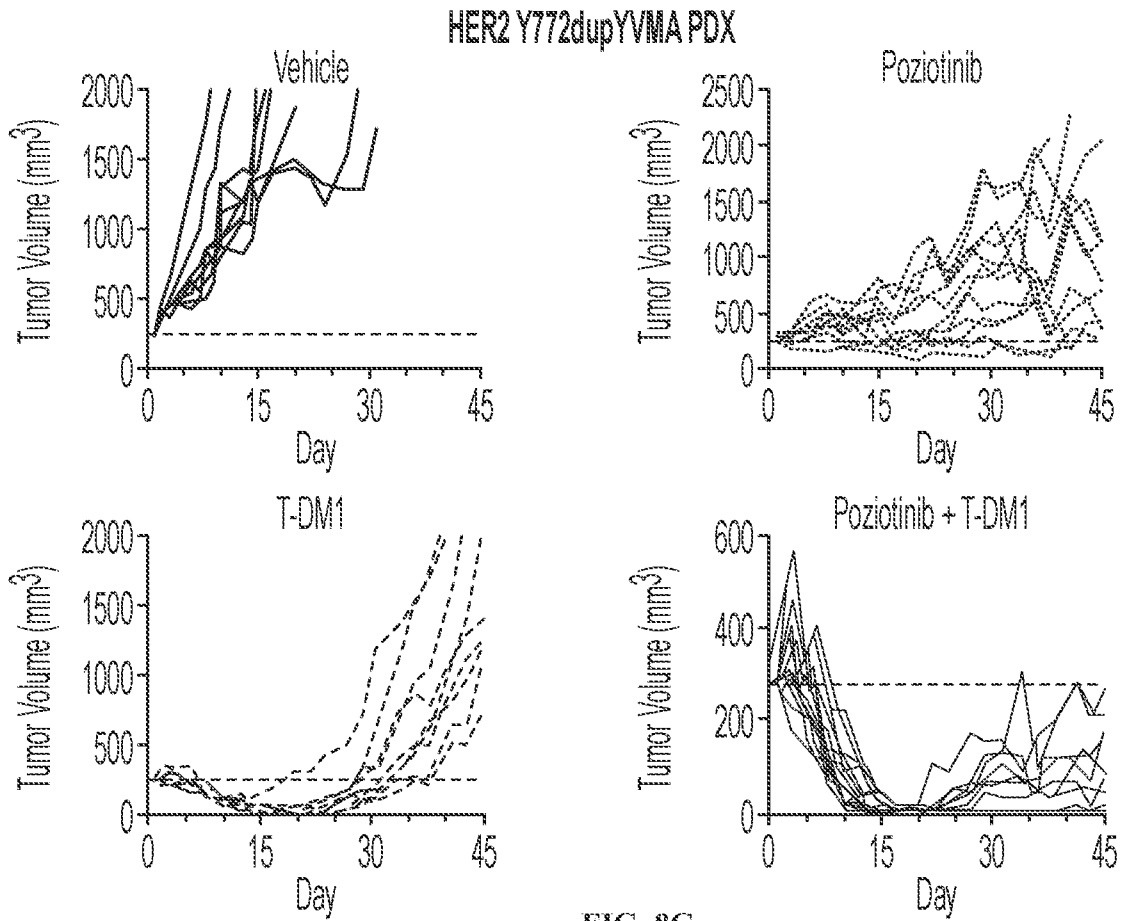 HER2 Y772dupYVMA PDX
Vehicle
Tumor Volume (mm3)
2000
1500
1000
500
0
0 15 30 45
Day
Poziotinib
Tumor Volume (mm3)
2500
2000
1500
1000
500
0
0 15 30 45
Day
T-DM1
Tumor Volume (mm3)
2000
1500
1000
500
0
0 15 30 45
Day
Poziotinib + T-DM1
Tumor Volume (mm3)
600
400
200
0
0 15 30 45
Day